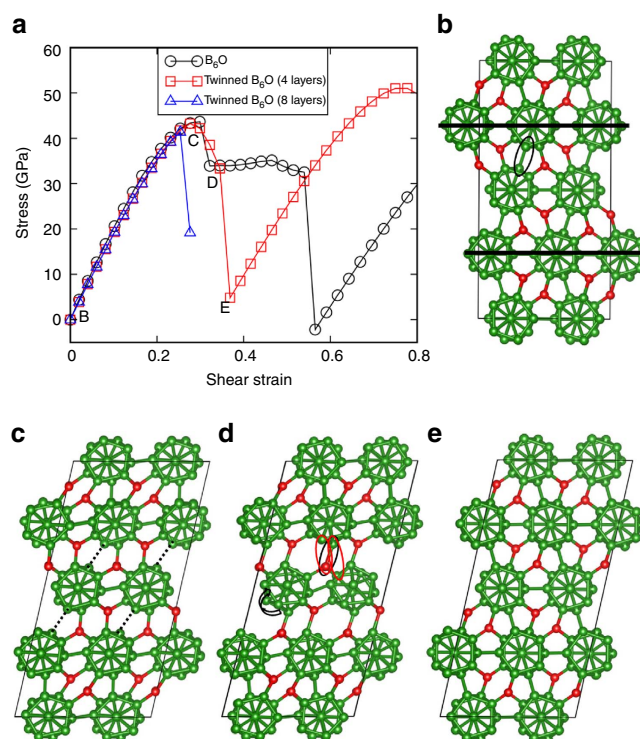 a
60
50
40
30
20
10
0
Stress (GPa)
B₆O
Twinned B₆O (4 layers)
Twinned B₆O (8 layers)
C
D
B
E
0
0.2
0.4
0.6
0.8
Shear strain
b
c
d
e